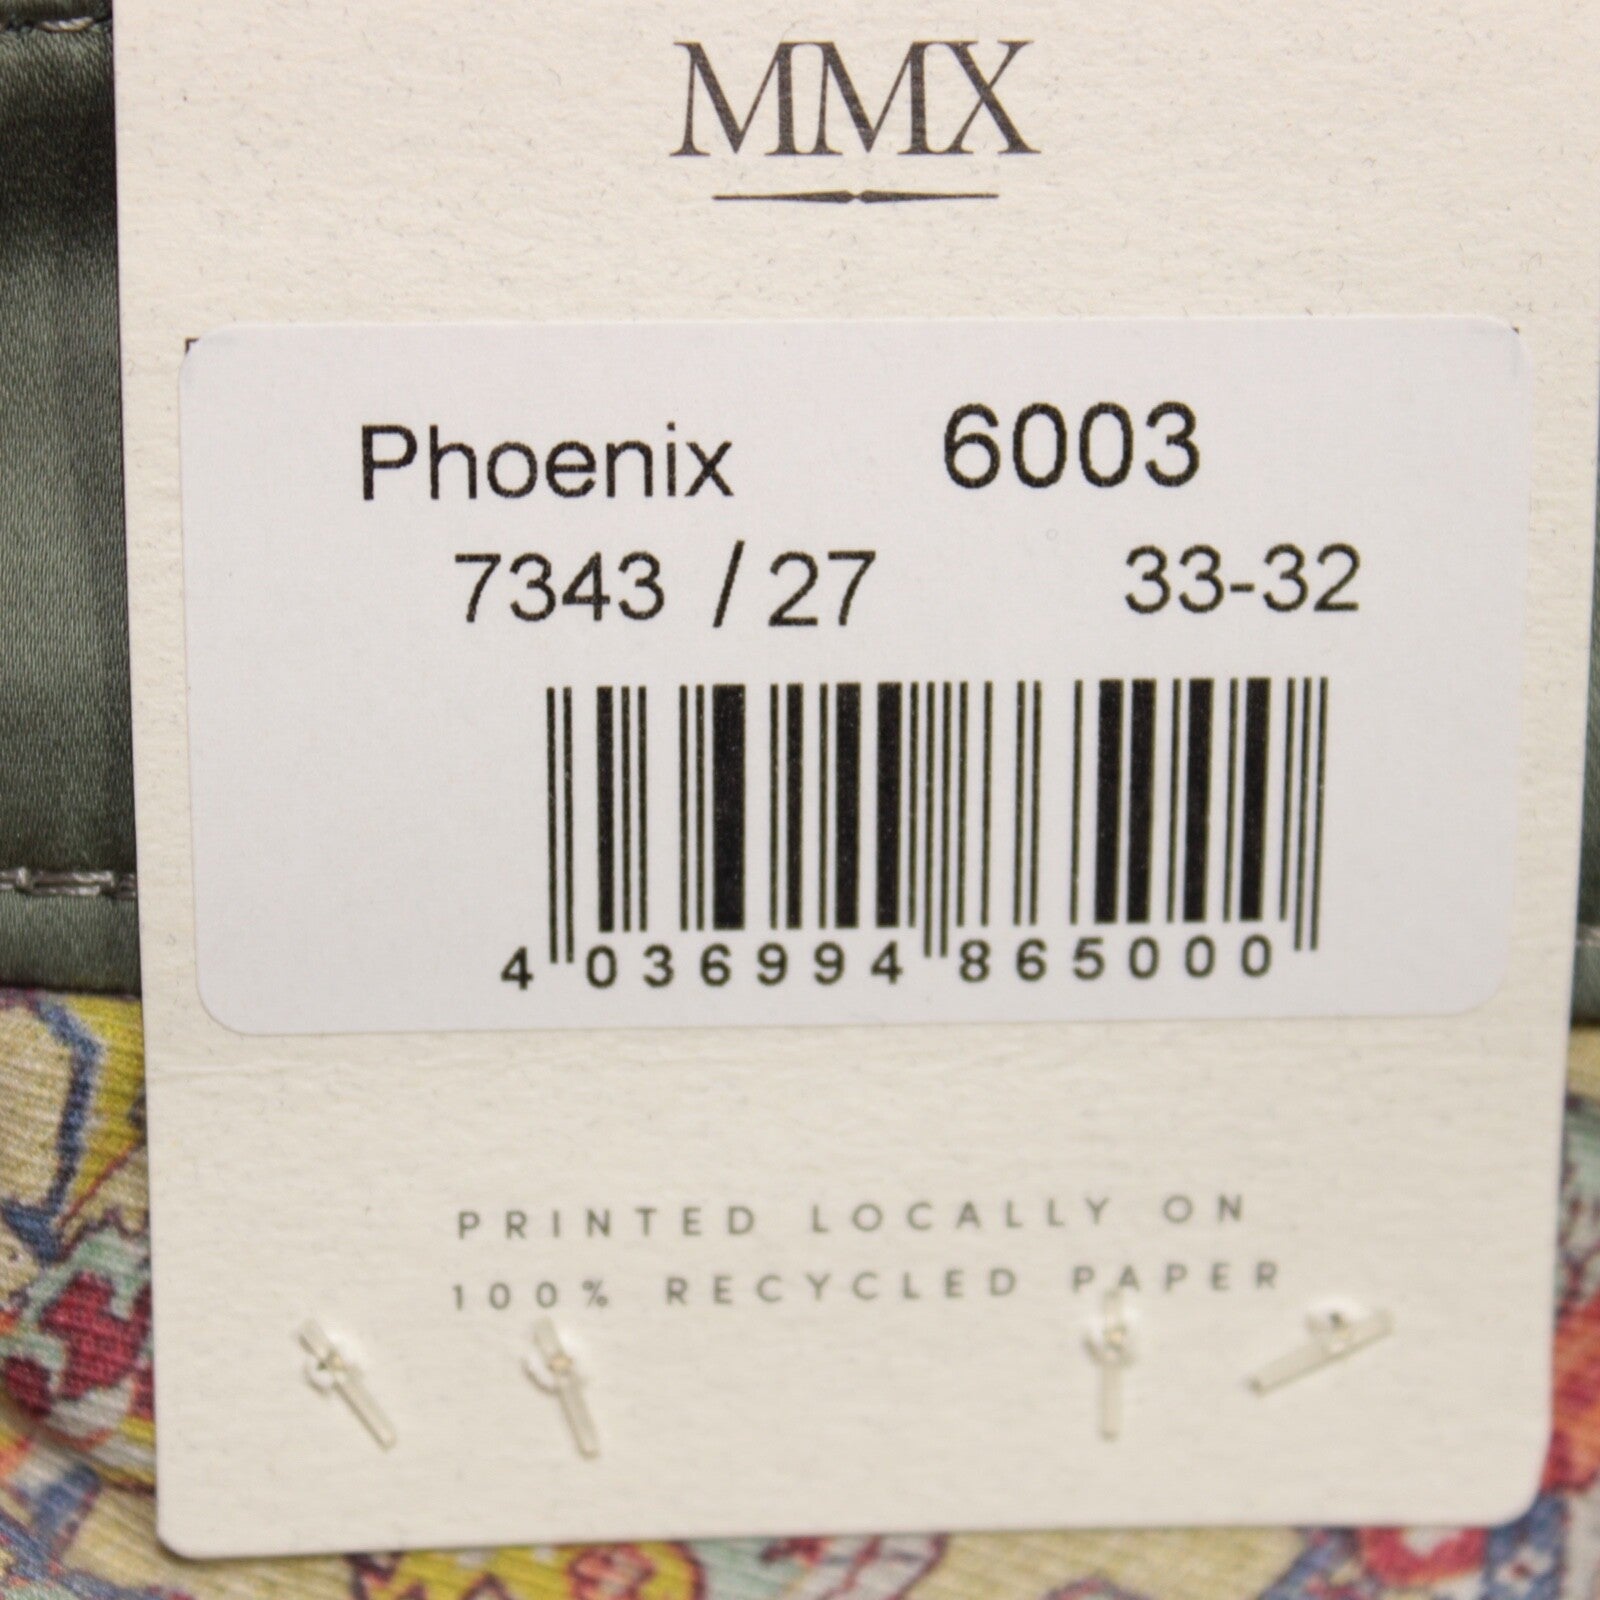 MMX
Phoenix 6003
7343 / 27 33-32
4 036994 865000
PRINTED LOCALLY ON
100% RECYCLED PAPER